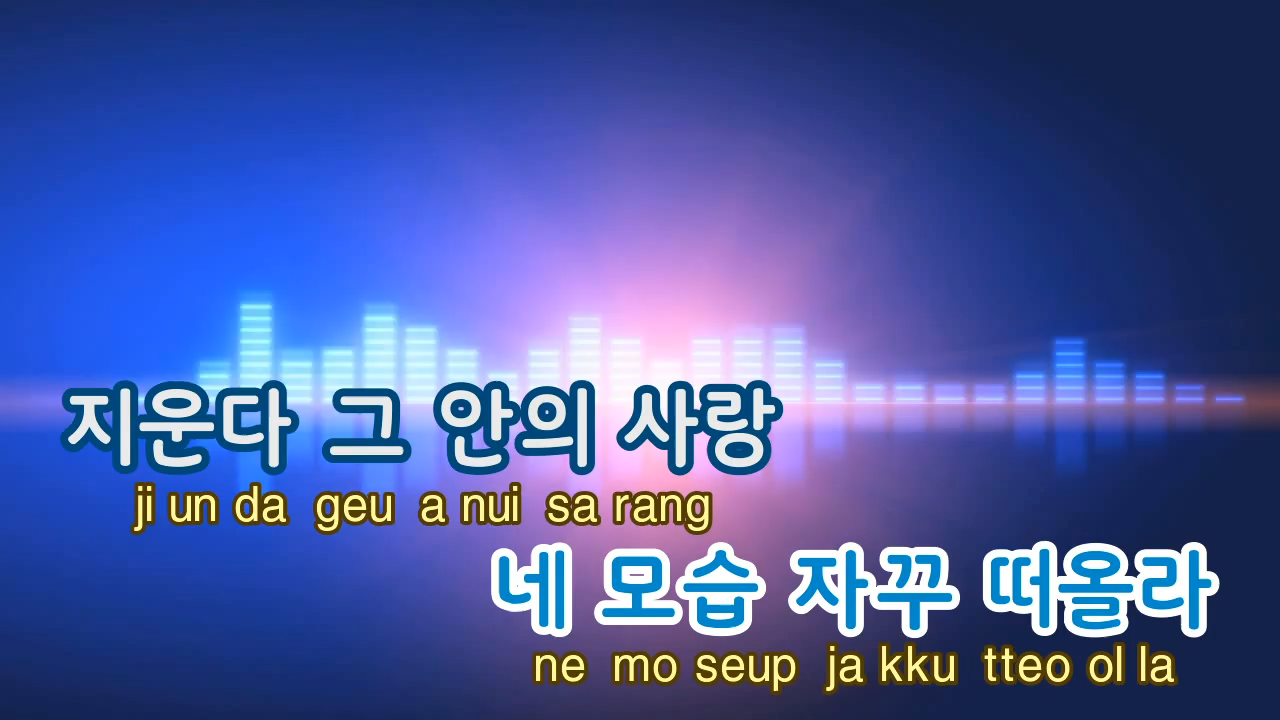 지운다 그 안의 사랑
ji un da geu a nui sa rang
네 모습 자꾸 떠올라
ne mo seup ja kku tteo ol la